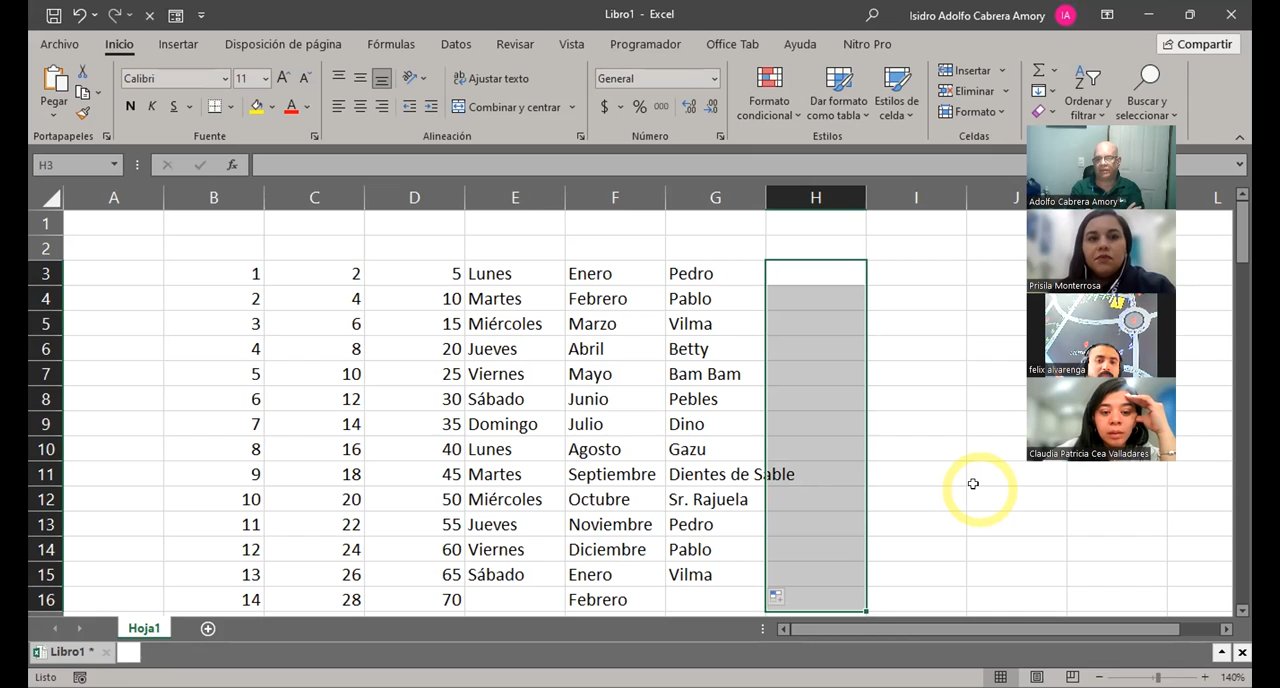 Libro1 - Excel
Isidro Adolfo Cabrera Amory IA
Archivo Inicio Insertar Disposición de página Fórmulas Datos Revisar Vista Programador Office Tab Ayuda Nitro Pro Compartir
Pegar
Calibri 11
N K S
Ajustar texto
Combinar y centrar
General
$ % 000
Formato condicional
Dar formato como tabla
Estilos de celda
Insertar
Eliminar
Formato
Ordenar y filtrar
Buscar y seleccionar
Portapapeles Fuente Alineación Número Estilos Celdas
H3 fx
A B C D E F G H I J L
1
2
3 1 2 5 Lunes Enero Pedro
4 2 4 10 Martes Febrero Pablo
5 3 6 15 Miércoles Marzo Vilma
6 4 8 20 Jueves Abril Betty
7 5 10 25 Viernes Mayo Bam Bam
8 6 12 30 Sábado Junio Pebles
9 7 14 35 Domingo Julio Dino
10 8 16 40 Lunes Agosto Gazu
11 9 18 45 Martes Septiembre Dientes de Sable
12 10 20 50 Miércoles Octubre Sr. Rajuela
13 11 22 55 Jueves Noviembre Pedro
14 12 24 60 Viernes Diciembre Pablo
15 13 26 65 Sábado Enero Vilma
16 14 28 70 Febrero
Adolfo Cabrera Amory
Prisila Monterrosa
felix alvarenga
Claudia Patricia Cea Valladares
Hoja1
Libro1 *
Listo
140%